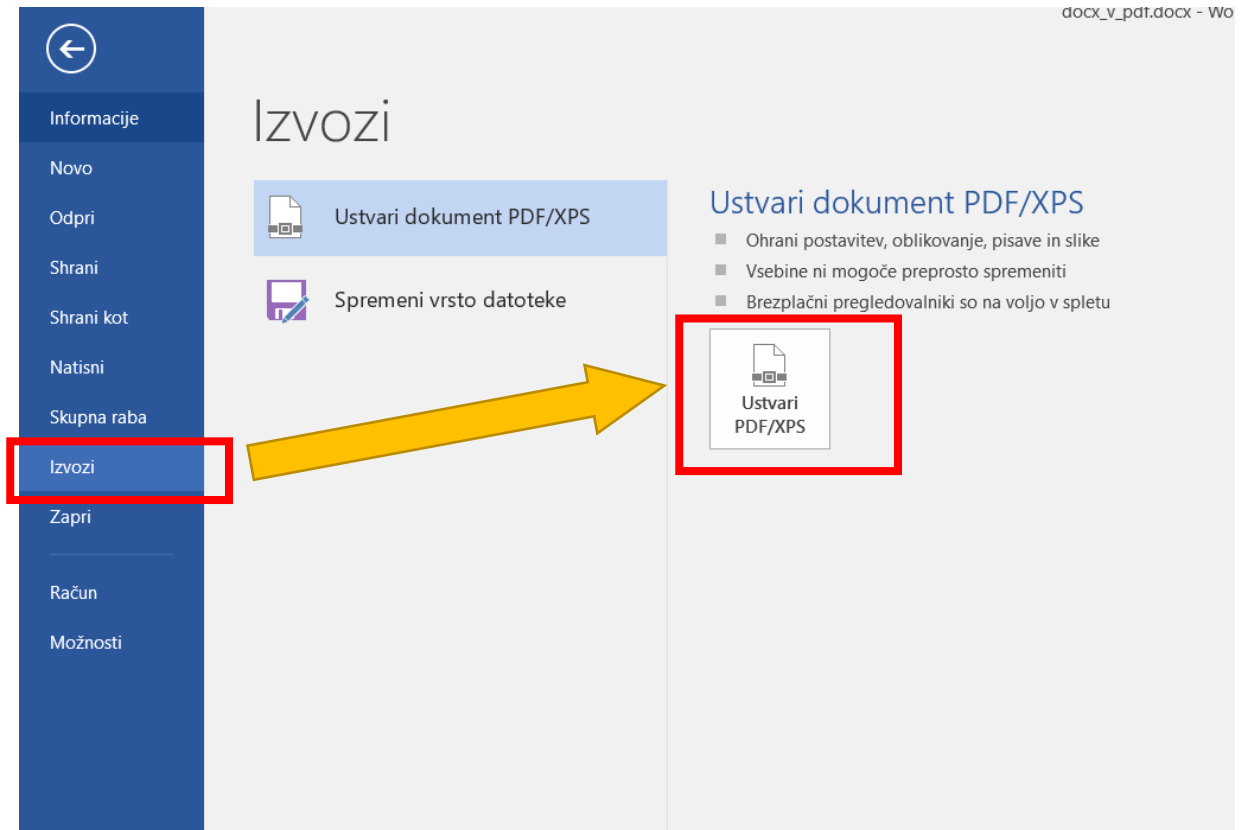 docx_v_pdf.docx - Wo
Informacije
Novo
Odpri
Shrani
Shrani kot
Natisni
Skupna raba
Izvozi
Zapri
Račun
Možnosti
Izvozi
Ustvari dokument PDF/XPS
Spremeni vrsto datoteke
Ustvari dokument PDF/XPS
Ohrani postavitev, oblikovanje, pisave in slike
Vsebine ni mogoče preprosto spremeniti
Brezplačni pregledovalniki so na voljo v spletu
Ustvari
PDF/XPS